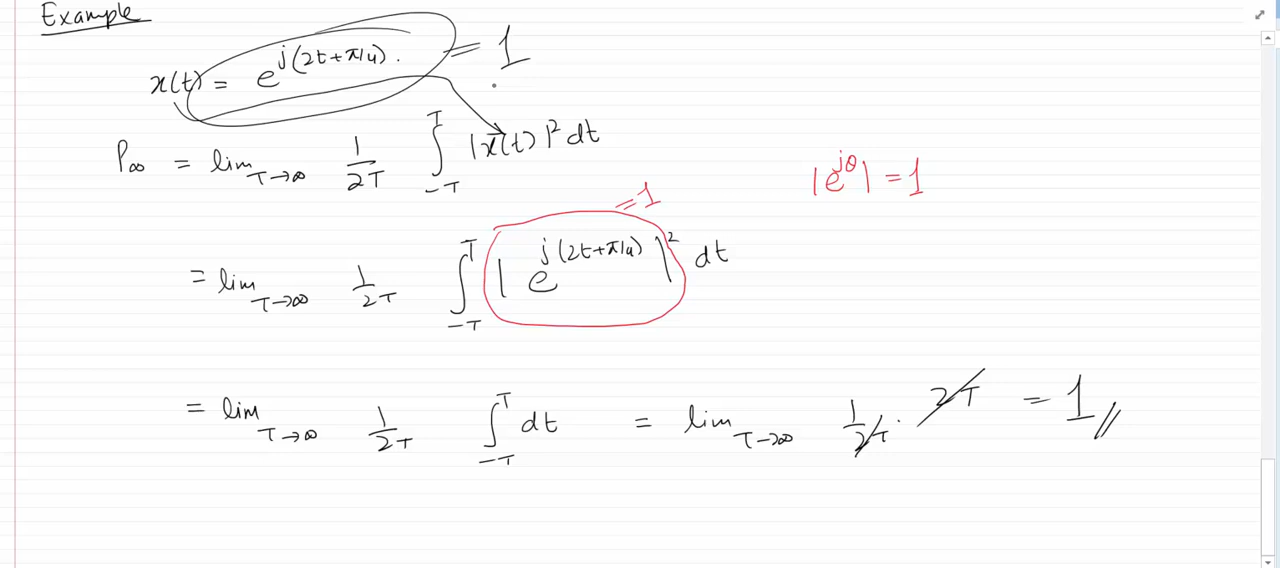 Example
x(t) = e^{j(2t+π/4)}. = 1
P∞ = lim_{T→∞} 1/2T ∫_{-T}^{T} |x(t)|² dt
|e^{jθ}| = 1
= 1
= lim_{T→∞} 1/2T ∫_{-T}^{T} |e^{j(2t+π/4)}|² dt
= lim_{T→∞} 1/2T ∫_{-T}^{T} dt = lim_{T→∞} 1/2T · 2T = 1